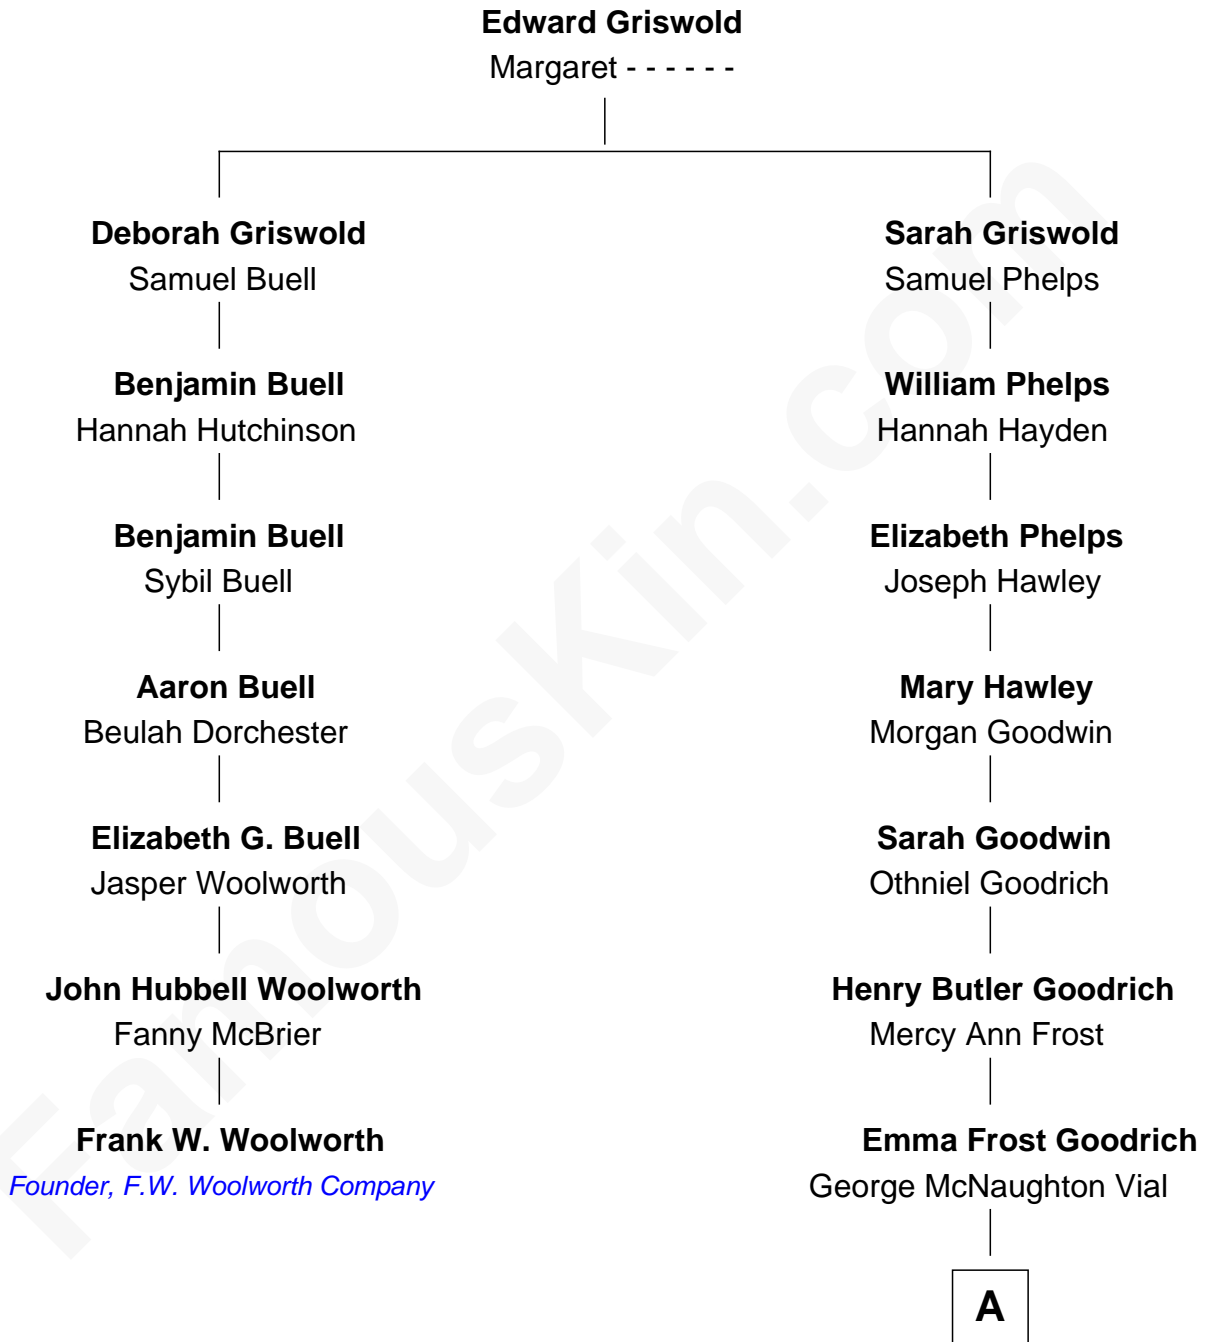 Edward Griswold
Margaret - - - - - -
Deborah Griswold
Samuel Buell
Sarah Griswold
Samuel Phelps
Benjamin Buell
Hannah Hutchinson
William Phelps
Hannah Hayden
Benjamin Buell
Sybil Buell
Elizabeth Phelps
Joseph Hawley
Aaron Buell
Beulah Dorchester
Mary Hawley
Morgan Goodwin
Elizabeth G. Buell
Jasper Woolworth
Sarah Goodwin
Othniel Goodrich
John Hubbell Woolworth
Fanny McBrier
Henry Butler Goodrich
Mercy Ann Frost
Frank W. Woolworth
Founder, F.W. Woolworth Company
Emma Frost Goodrich
George McNaughton Vial
A
FamousKin.com